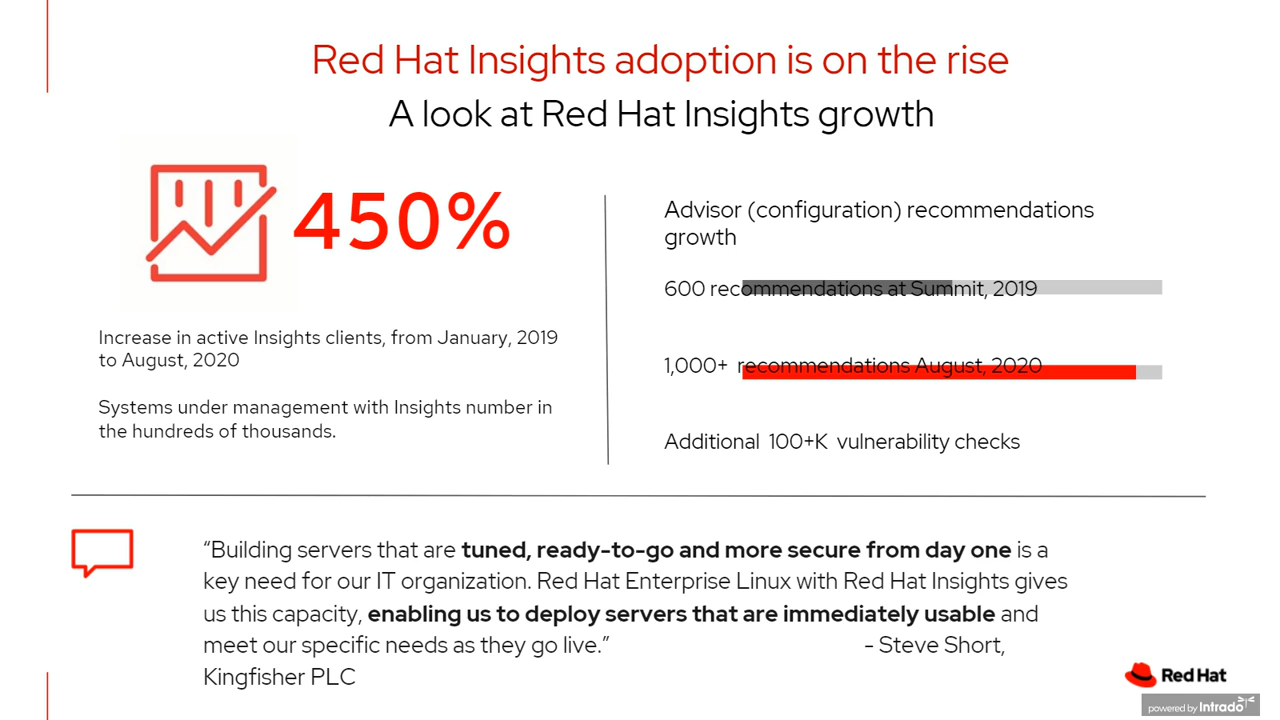 Red Hat Insights adoption is on the rise
A look at Red Hat Insights growth
450%
Increase in active Insights clients, from January, 2019
to August, 2020
Systems under management with Insights number in
the hundreds of thousands.
Advisor (configuration) recommendations
growth
600 recommendations at Summit, 2019
1,000+ recommendations August, 2020
Additional 100+K vulnerability checks
“Building servers that are tuned, ready-to-go and more secure from day one is a
key need for our IT organization. Red Hat Enterprise Linux with Red Hat Insights gives
us this capacity, enabling us to deploy servers that are immediately usable and
meet our specific needs as they go live.” - Steve Short,
Kingfisher PLC
Red Hat
powered by Intrado